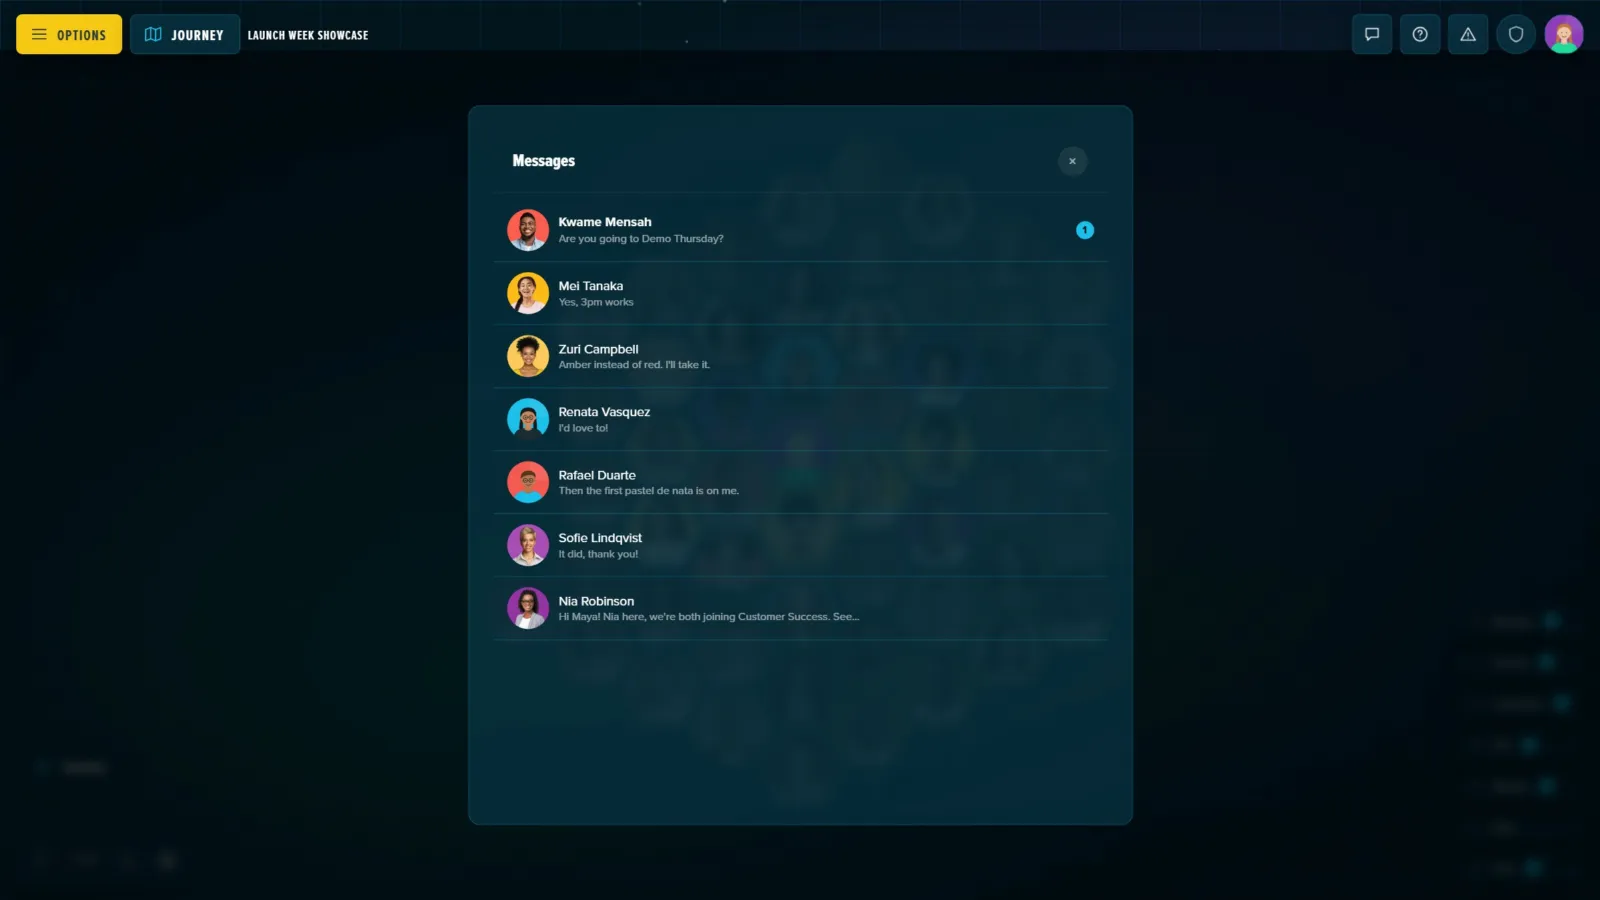 OPTIONS
JOURNEY
LAUNCH WEEK SHOWCASE
Messages
Kwame Mensah
Are you going to Demo Thursday?
1
Mei Tanaka
Yes, 3pm works
Zuri Campbell
Amber instead of red. I'll take it.
Renata Vasquez
I'd love to!
Rafael Duarte
Then the first pastel de nata is on me.
Sofie Lindqvist
It did, thank you!
Nia Robinson
Hi Maya! Nia here, we're both joining Customer Success. See...